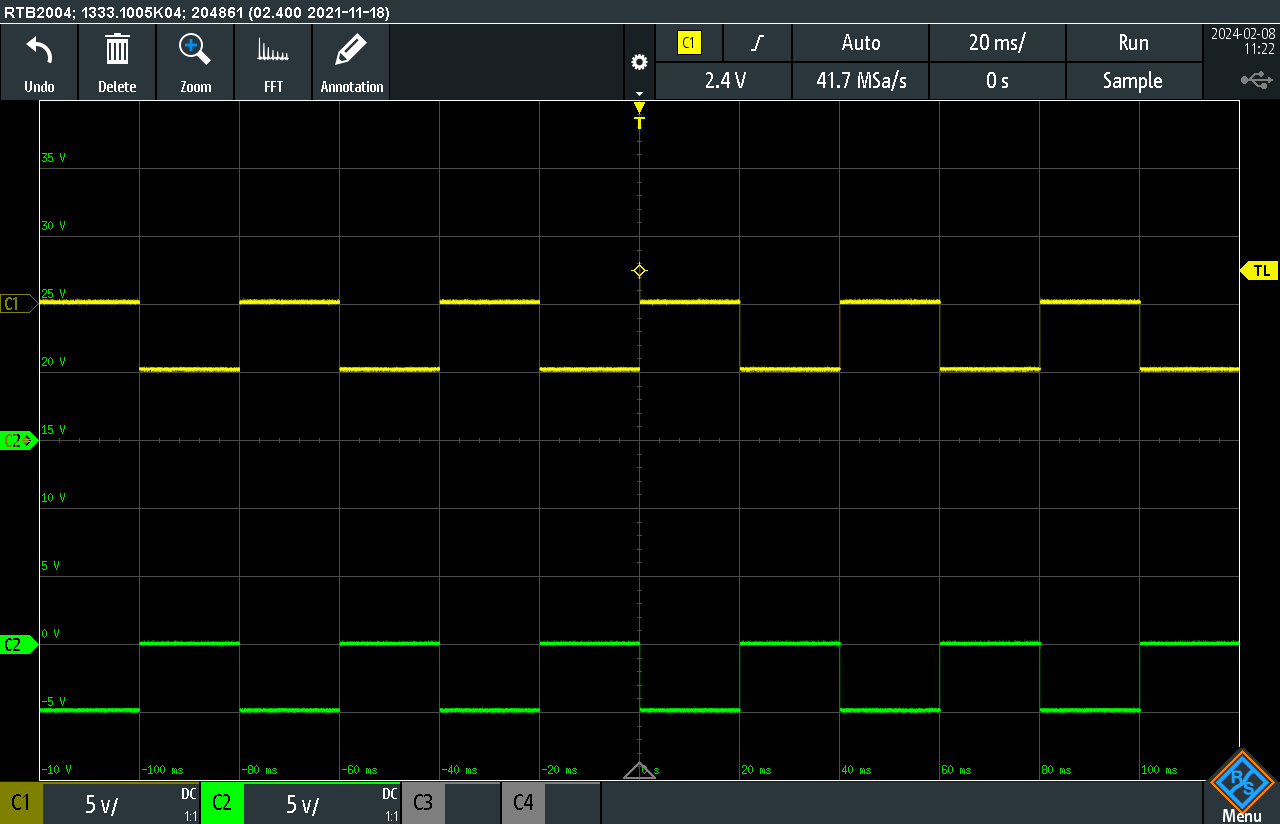 RTB2004; 1333.1005K04; 204861 (02.400 2021-11-18)
Undo Delete Zoom FFT Annotation
C1 Auto 20 ms/ Run
2.4 V 41.7 MSa/s 0 s Sample
2024-02-08
11:22
T
35 V
30 V
TL
25 V
C1
20 V
15 V
C2
10 V
5 V
0 V
C2
-5 V
-10 V -100 ms -80 ms -60 ms -40 ms -20 ms 0 s 20 ms 40 ms 60 ms 80 ms 100 ms
C1 5 V/ DC 1:1 C2 5 V/ DC 1:1 C3 C4
R S
Menu